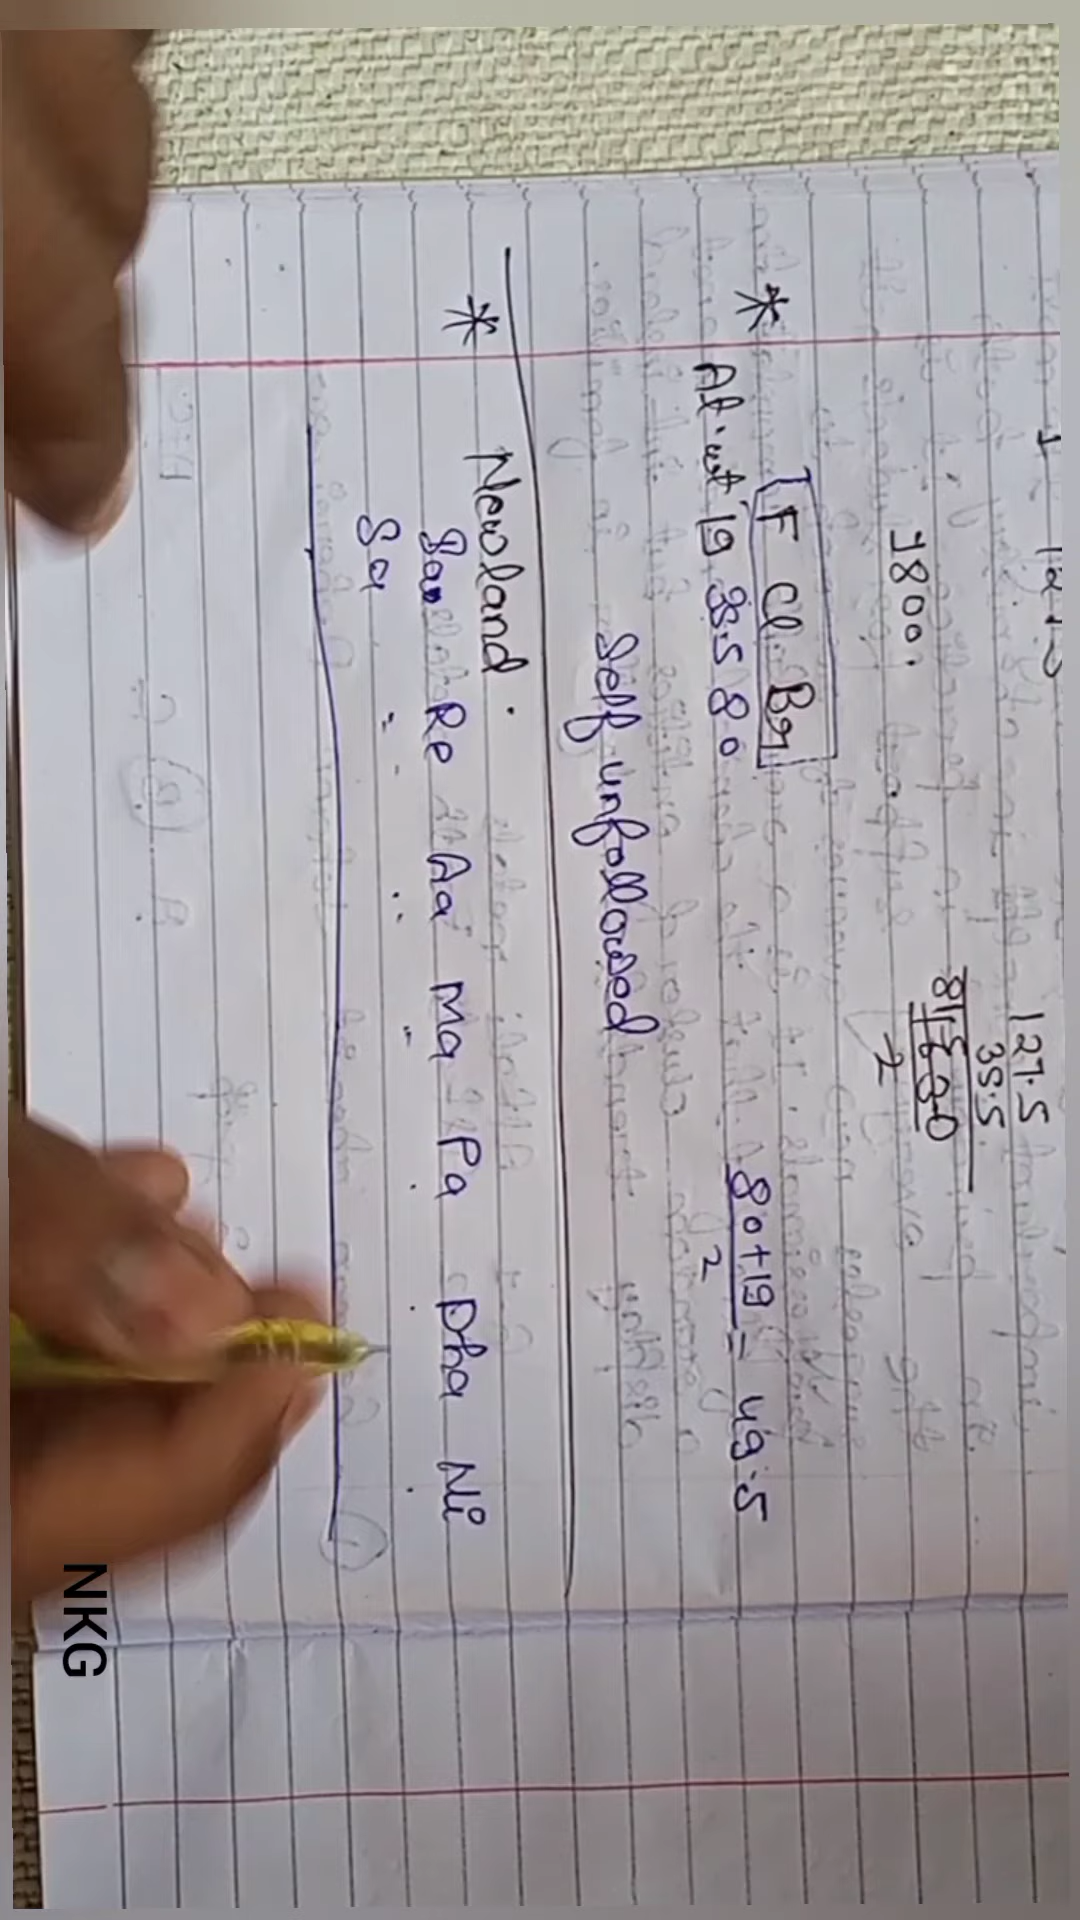 127.5
35.5
81.5
2
1800.
* F Cl Br
At. wt. 19 35.5 80
80+19 = 49.5
2
Self unfollowed
* Newland.
Sa Re Ga Ma Pa Dha Ni
Sa
NKG